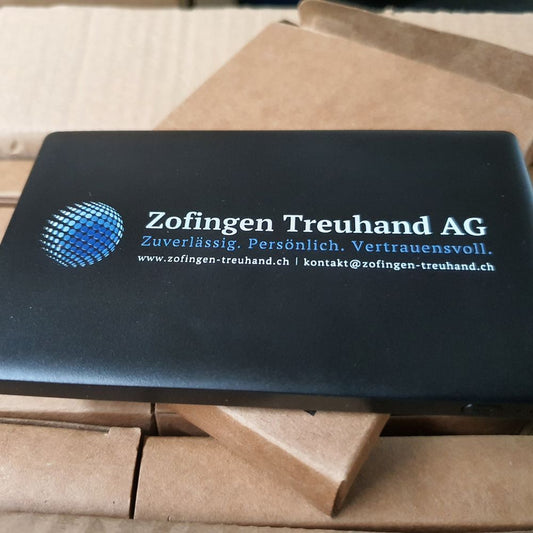 Zofingen Treuhand AG
Zuverlässig. Persönlich. Vertrauensvoll.
www.zofingen-treuhand.ch | kontakt@zofingen-treuhand.ch